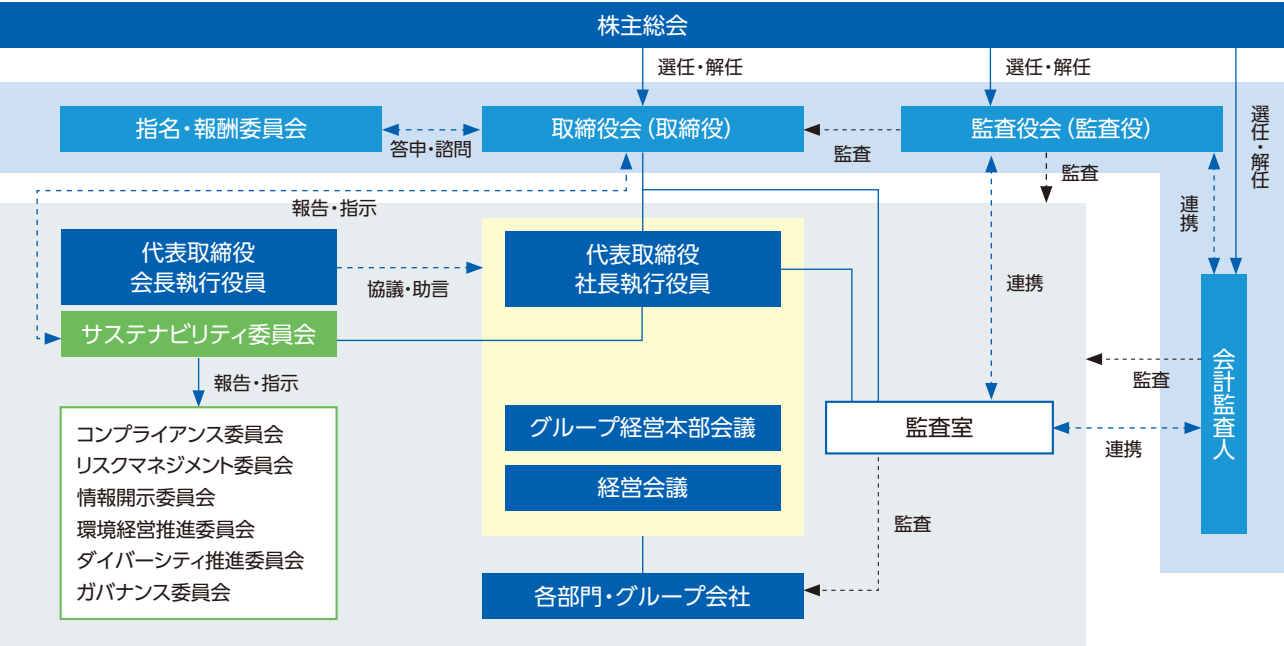 株主総会
選任・解任
選任・解任
選任・解任
指名・報酬委員会
答申・諮問
取締役会(取締役)
監査
監査役会(監査役)
監査
連携
報告・指示
代表取締役
会長執行役員
協議・助言
代表取締役
社長執行役員
連携
サステナビリティ委員会
報告・指示
監査
会計監査人
コンプライアンス委員会
リスクマネジメント委員会
情報開示委員会
環境経営推進委員会
ダイバーシティ推進委員会
ガバナンス委員会
グループ経営本部会議
経営会議
監査室
連携
監査
各部門・グループ会社